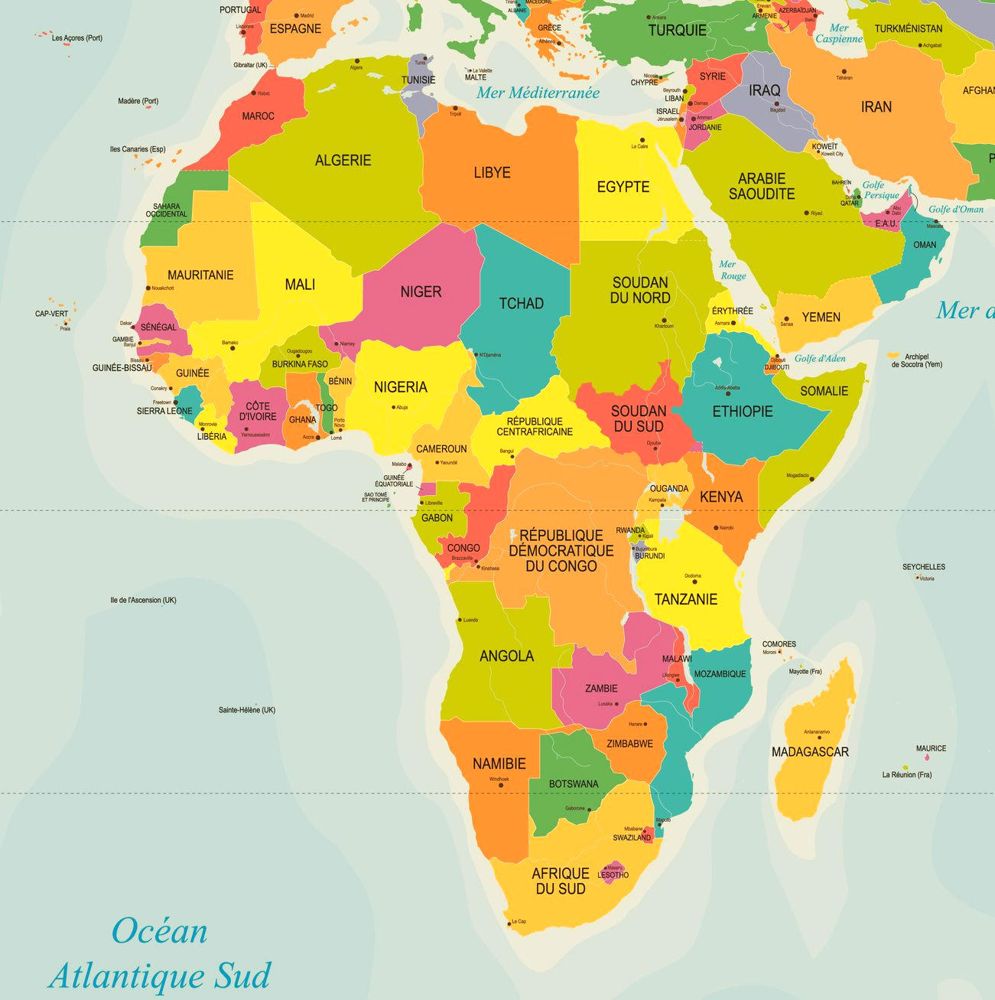 PORTUGAL
Lisbonne
Madrid
ESPAGNE
Tirana
ALBANIE
MACEDOINE
GRÈCE
Athènes
Ankara
TURQUIE
Erevan
ARMENIE
AZERBAÏDJAN
Baku
Mer
Caspienne
TURKMÉNISTAN
Achgabat
Les Açores (Port)
Gibraltar (UK)
Alger
Tunis
TUNISIE
La Valette
MALTE
Mer Méditerranée
Nicosie
CHYPRE
SYRIE
Beyrouth
LIBAN
Damas
IRAQ
Bagdad
Téhéran
IRAN
AFGHAN
Madère (Port)
Rabat
MAROC
Tripoli
ISRAEL
Jérusalem
Amman
JORDANIE
Iles Canaries (Esp)
ALGERIE
LIBYE
Le Caire
EGYPTE
KOWEÏT
Koweït City
ARABIE
SAOUDITE
Riyad
BAHREÏN
Doha
QATAR
Golfe
Persique
Abu
Dabi
E.A.U.
Golfe d'Oman
Mascate
OMAN
P
SAHARA
OCCIDENTAL
MAURITANIE
Nouakchott
MALI
NIGER
TCHAD
SOUDAN
DU NORD
Khartoum
Mer
Rouge
ÉRYTHRÉE
Asmara
Sanaa
YEMEN
Mer d
CAP-VERT
Praia
Dakar
SÉNÉGAL
GAMBIE
Banjul
Bissau
GUINÉE-BISSAU
GUINÉE
Conakry
Freetown
SIERRA LEONE
Monrovia
LIBÉRIA
Bamako
Ougadougou
BURKINA FASO
Niamey
CÔTE
D'IVOIRE
Yamoussoukro
GHANA
Accra
TOGO
Lomé
BÉNIN
Porto
Novo
NIGERIA
Abuja
N'Djaména
Djibouti
DJIBOUTI
Golfe d'Aden
Archipel
de Socotra (Yem)
SOMALIE
Mogadiscio
Addis-Abeba
ETHIOPIE
SOUDAN
DU SUD
Djouba
RÉPUBLIQUE
CENTRAFRICAINE
Bangui
CAMEROUN
Yaoundé
Malabo
GUINÉE
ÉQUATORIALE
SAO TOMÉ
ET PRINCIPE
Libreville
GABON
CONGO
Brazzaville
Kinshasa
RÉPUBLIQUE
DÉMOCRATIQUE
DU CONGO
OUGANDA
Kampala
KENYA
Nairobi
RWANDA
Kigali
Bujumbura
BURUNDI
Dodoma
TANZANIE
SEYCHELLES
Victoria
Ile de l'Ascension (UK)
Luanda
ANGOLA
ZAMBIE
Lusaka
MALAWI
Lilongwe
MOZAMBIQUE
COMORES
Moroni
Mayotte (Fra)
Sainte-Hélène (UK)
Harare
ZIMBABWE
NAMIBIE
Windhoek
BOTSWANA
Gaborone
Antananarivo
MADAGASCAR
MAURICE
La Réunion (Fra)
Maputo
Mbabane
SWAZILAND
AFRIQUE
DU SUD
Maseru
LESOTHO
Le Cap
Océan
Atlantique Sud